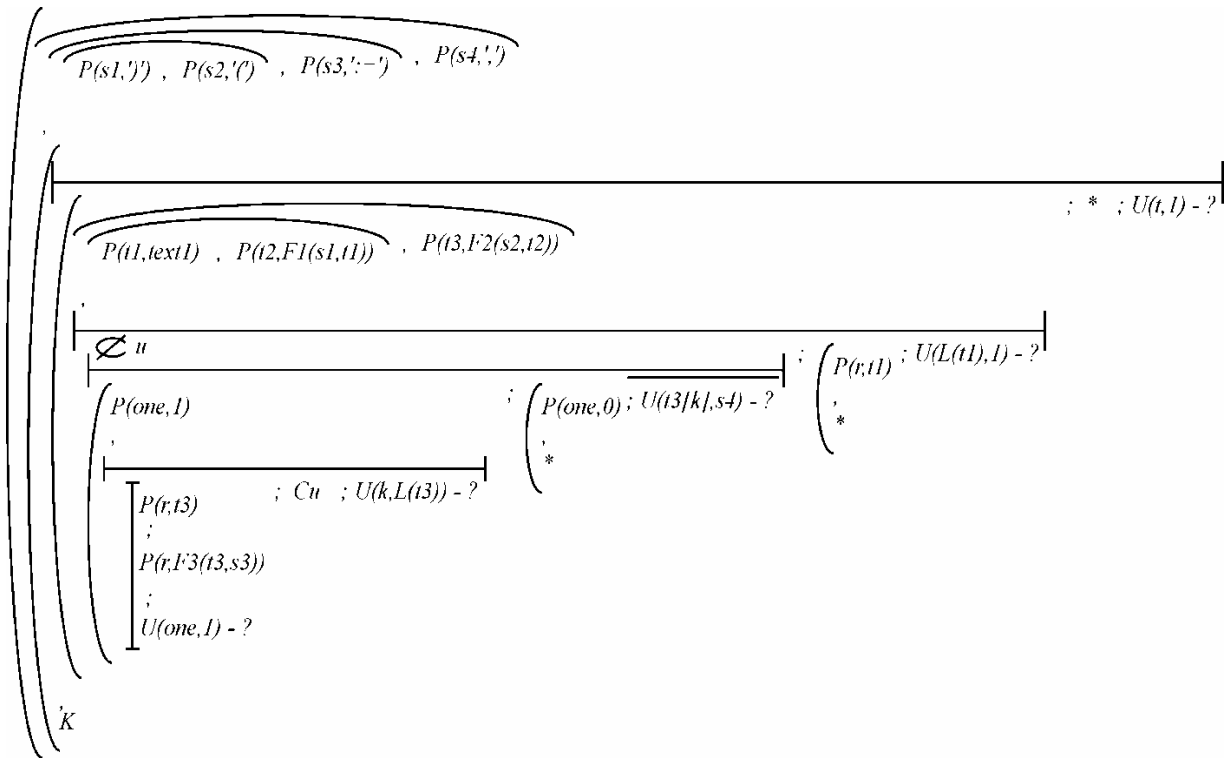 P(s1,')') , P(s2,'(') , P(s3,':−') , P(s4,',')
,
; * ; U(t,1) - ?
P(t1,text1) , P(t2,F1(s1,t1)) , P(t3,F2(s2,t2))
,
u
; P(r,t1) ; U(L(t1),1) - ?
,
*
P(one,1) ; P(one,0) ; U(t3[k],s4) - ?
, ,
*
; Cu ; U(k,L(t3)) - ?
P(r,t3)
;
P(r,F3(t3,s3))
;
U(one,1) - ?
,K